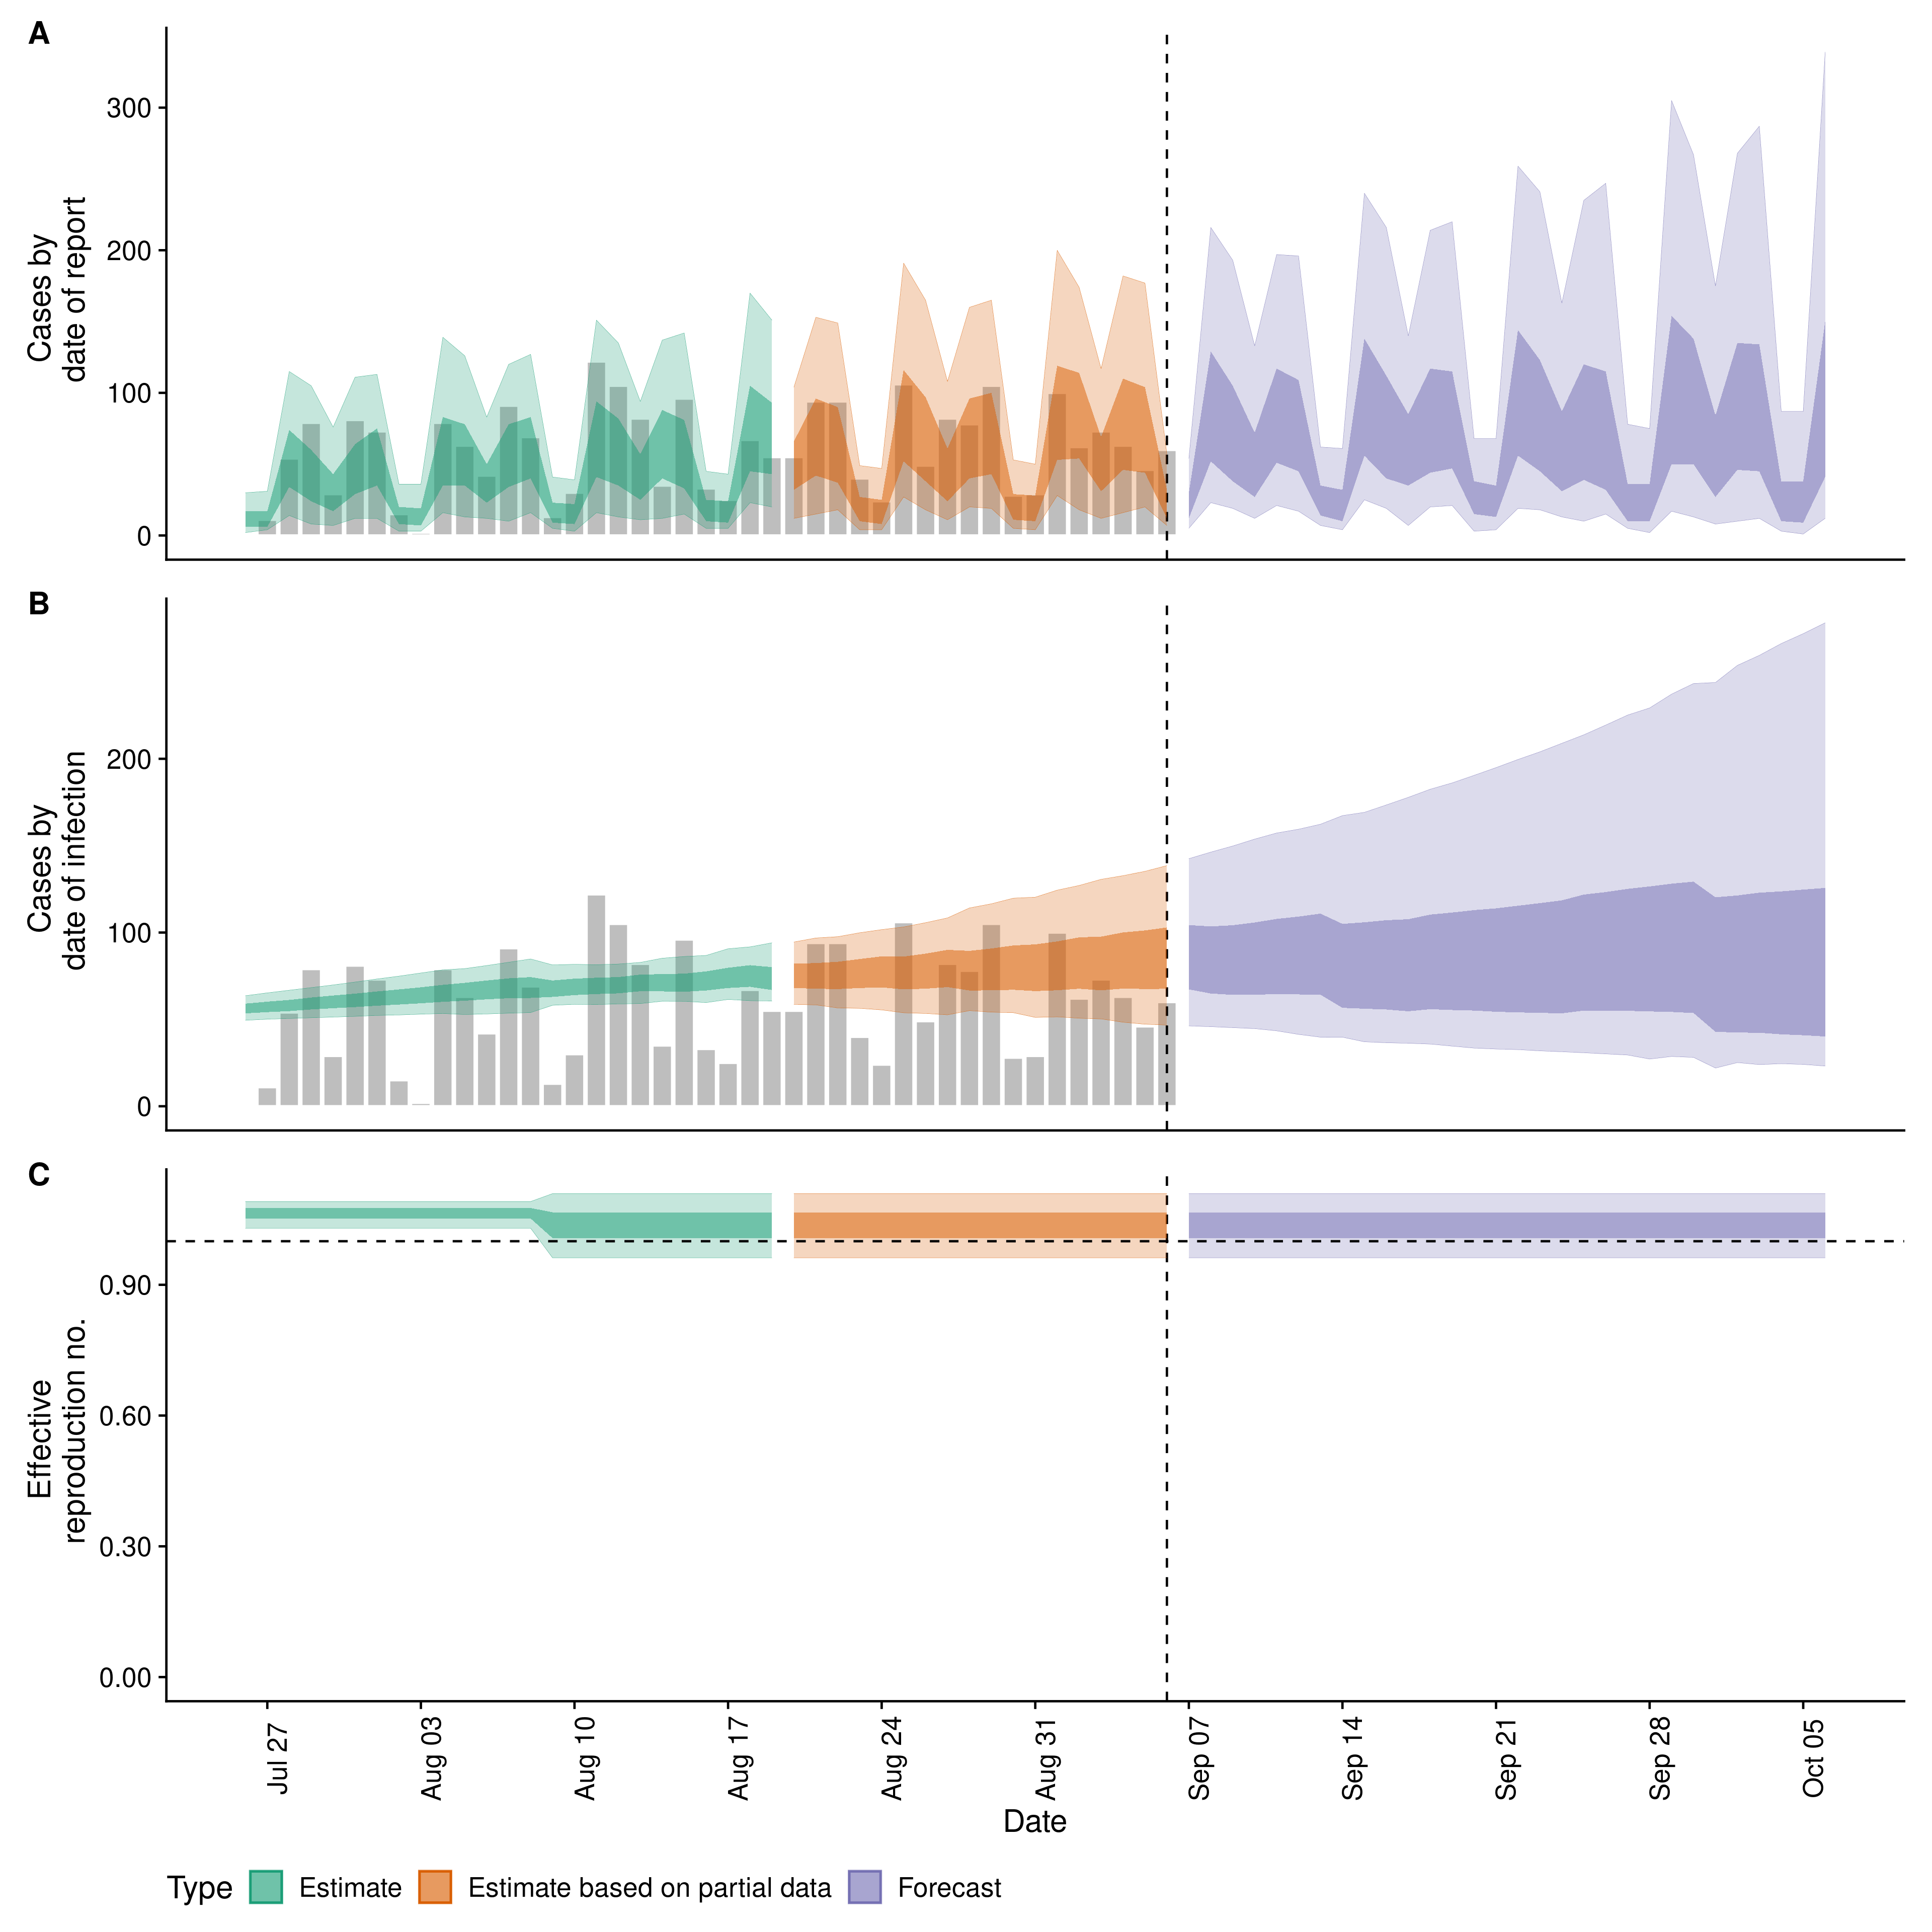 A
Cases by
date of report
300
200
100
0
B
Cases by
date of infection
200
100
0
C
Effective
reproduction no.
0.90
0.60
0.30
0.00
Jul 27
Aug 03
Aug 10
Aug 17
Aug 24
Aug 31
Sep 07
Sep 14
Sep 21
Sep 28
Oct 05
Date
Type Estimate Estimate based on partial data Forecast